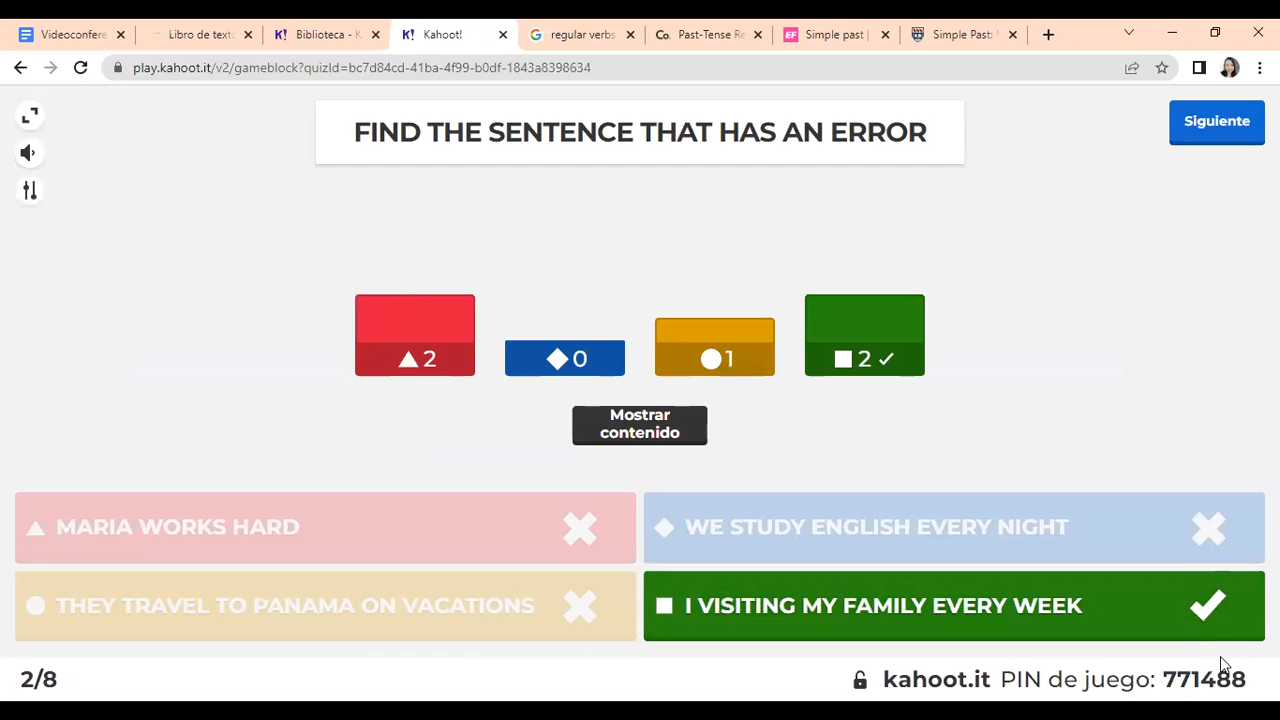 Videoconfere
Libro de texto
Biblioteca - K
Kahoot!
regular verbs
Co. Past-Tense Re
EF Simple past |
Simple Past:
play.kahoot.it/v2/gameblock?quizId=bc7d84cd-41ba-4f99-b0df-1843a8398634
FIND THE SENTENCE THAT HAS AN ERROR
Siguiente
2
0
1
2
Mostrar
contenido
MARIA WORKS HARD
WE STUDY ENGLISH EVERY NIGHT
THEY TRAVEL TO PANAMA ON VACATIONS
I VISITING MY FAMILY EVERY WEEK
2/8
kahoot.it PIN de juego: 771488